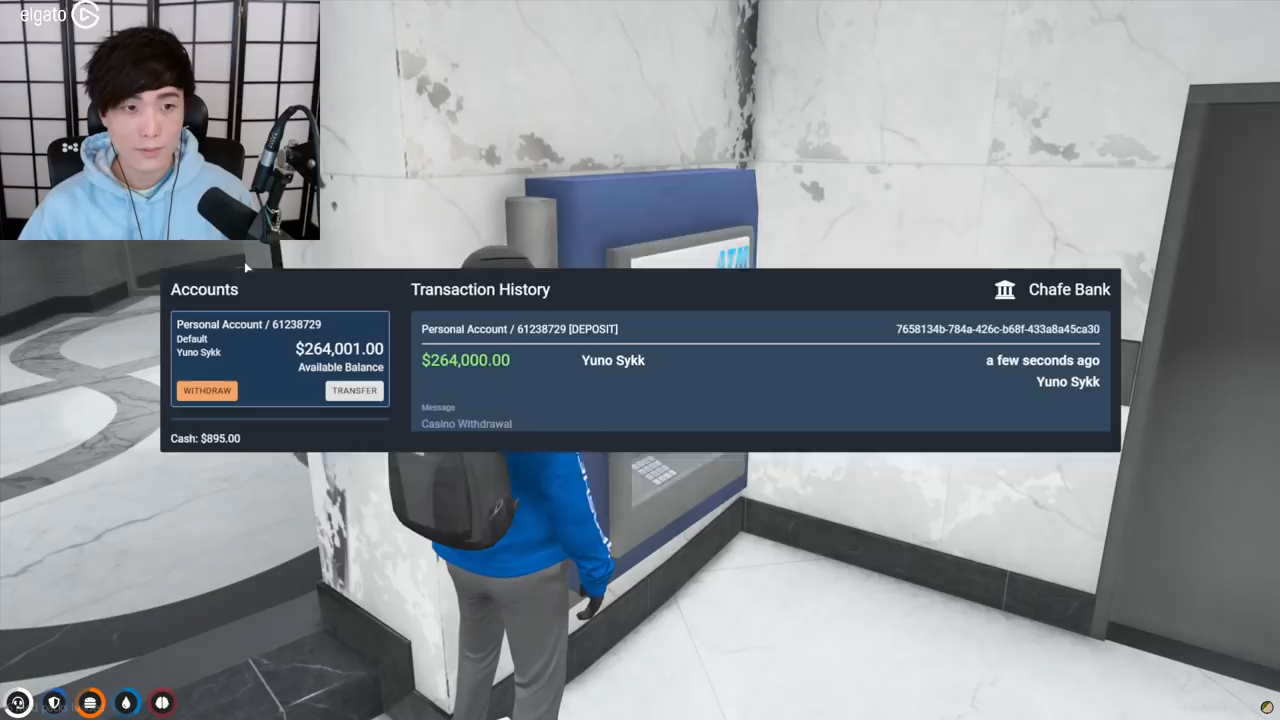 elgato
ATM
Accounts
Transaction History
Chafe Bank
Personal Account / 61238729
Default
Yuno Sykk
$264,001.00
Available Balance
WITHDRAW
TRANSFER
Cash: $895.00
Personal Account / 61238729 [DEPOSIT]
7658134b-784a-426c-b68f-433a8a45ca30
$264,000.00
Yuno Sykk
a few seconds ago
Yuno Sykk
Message
Casino Withdrawal